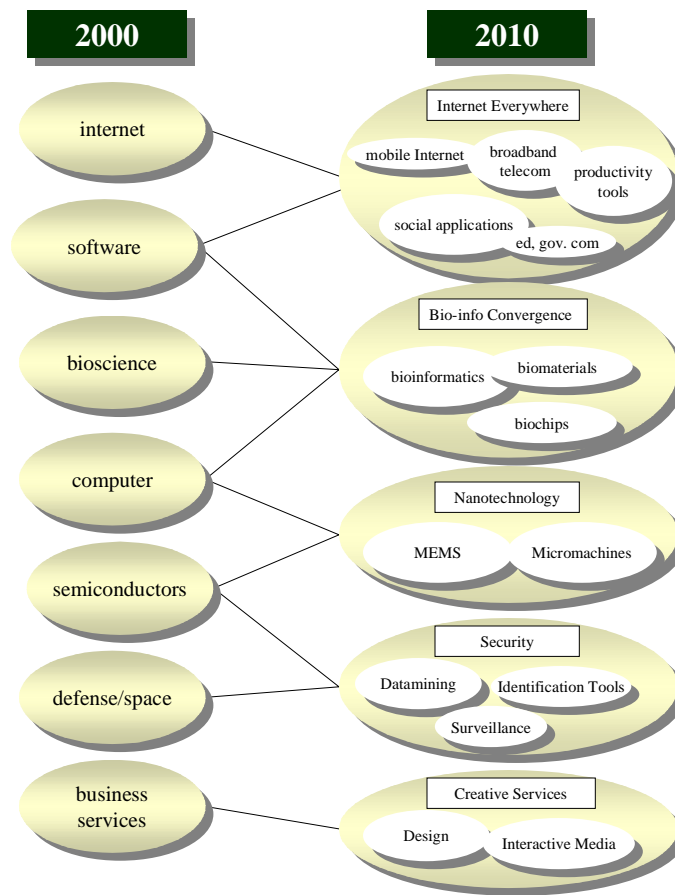 2000
2010
internet
software
bioscience
computer
semiconductors
defense/space
business
services
Internet Everywhere
mobile Internet
broadband
telecom
productivity
tools
social applications
ed, gov. com
Bio-info Convergence
bioinformatics
biomaterials
biochips
Nanotechnology
MEMS
Micromachines
Security
Datamining
Identification Tools
Surveillance
Creative Services
Design
Interactive Media